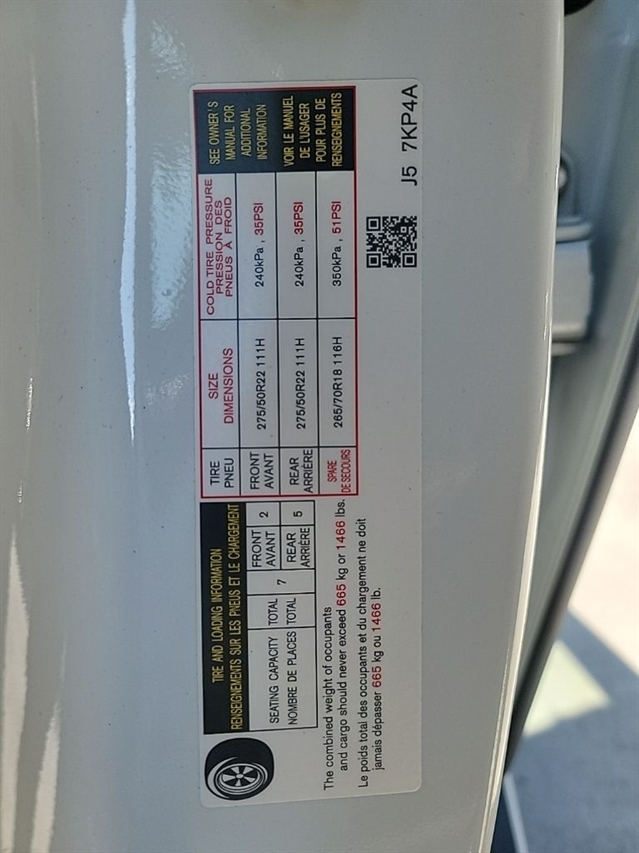 TIRE AND LOADING INFORMATION
RENSEIGNEMENTS SUR LES PNEUS ET LE CHARGEMENT
SEATING CAPACITY
NOMBRE DE PLACES
TOTAL
TOTAL
7
FRONT
AVANT
2
REAR
ARRIÈRE
5
The combined weight of occupants
and cargo should never exceed 665 kg or 1466 lbs.
Le poids total des occupants et du chargement ne doit
jamais dépasser 665 kg ou 1466 lb.
TIRE
PNEU
SIZE
DIMENSIONS
COLD TIRE PRESSURE
PRESSION DES
PNEUS À FROID
SEE OWNER'S
MANUAL FOR
ADDITIONAL
INFORMATION
FRONT
AVANT
275/50R22 111H
240kPa, 35PSI
REAR
ARRIÈRE
275/50R22 111H
240kPa, 35PSI
VOIR LE MANUEL
DE L'USAGER
POUR PLUS DE
RENSEIGNEMENTS
SPARE
DE SECOURS
265/70R18 116H
350kPa, 51PSI
J5 7KP4A